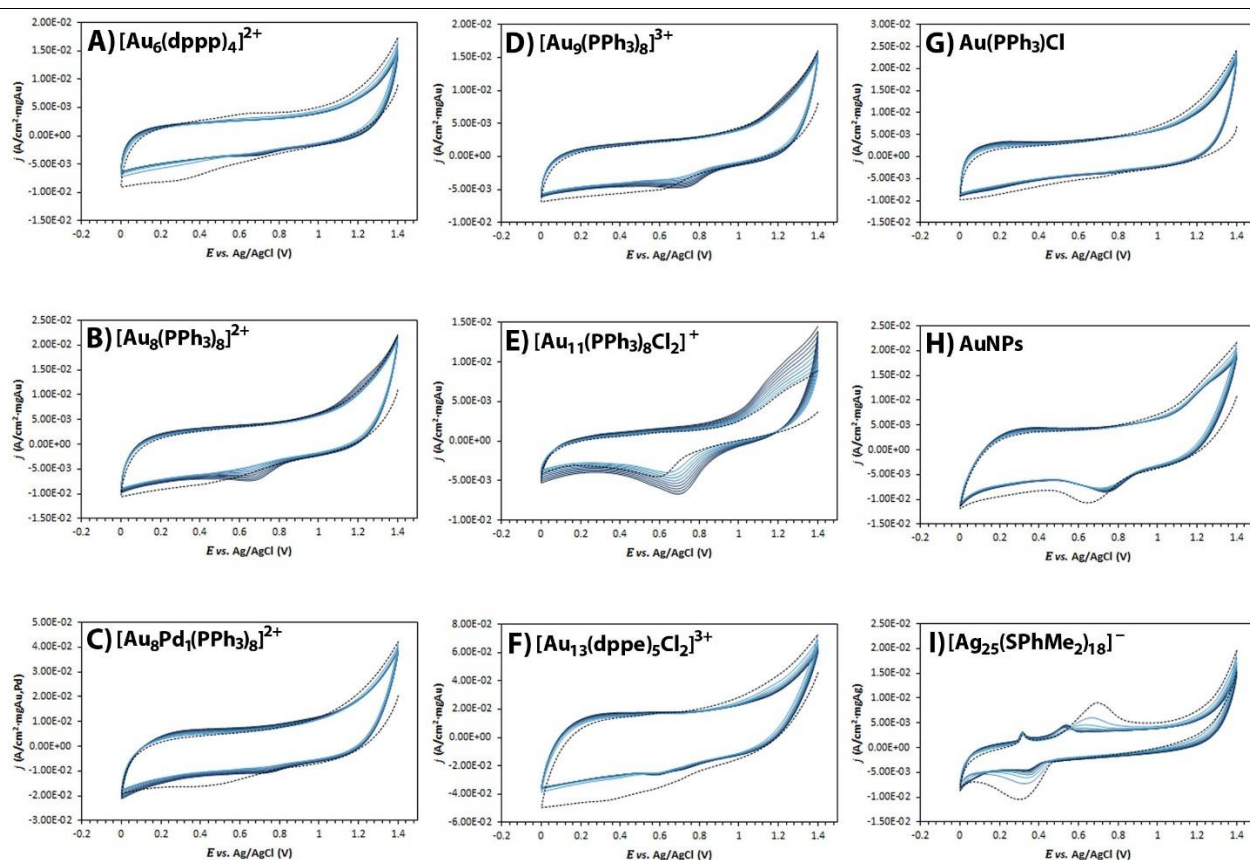 A) [Au6(dppp)4]2+
2.00E-02
1.50E-02
1.00E-02
5.00E-03
0.00E+00
-5.00E-03
-1.00E-02
-1.50E-02
j (A/cm2·mgAu)
-0.2 0 0.2 0.4 0.6 0.8 1 1.2 1.4
E vs. Ag/AgCl (V)
D) [Au9(PPh3)8]3+
2.00E-02
1.50E-02
1.00E-02
5.00E-03
0.00E+00
-5.00E-03
-1.00E-02
j (A/cm2·mgAu)
-0.2 0 0.2 0.4 0.6 0.8 1 1.2 1.4
E vs. Ag/AgCl (V)
G) Au(PPh3)Cl
3.00E-02
2.50E-02
2.00E-02
1.50E-02
1.00E-02
5.00E-03
0.00E+00
-5.00E-03
-1.00E-02
-1.50E-02
j (A/cm2·mgAu)
-0.2 0 0.2 0.4 0.6 0.8 1 1.2 1.4
E vs. Ag/AgCl (V)
B) [Au8(PPh3)8]2+
2.50E-02
2.00E-02
1.50E-02
1.00E-02
5.00E-03
0.00E+00
-5.00E-03
-1.00E-02
-1.50E-02
j (A/cm2·mgAu)
-0.2 0 0.2 0.4 0.6 0.8 1 1.2 1.4
E vs. Ag/AgCl (V)
E) [Au11(PPh3)8Cl2]+
1.50E-02
1.00E-02
5.00E-03
0.00E+00
-5.00E-03
-1.00E-02
j (A/cm2·mgAu)
-0.2 0 0.2 0.4 0.6 0.8 1 1.2 1.4
E vs. Ag/AgCl (V)
H) AuNPs
2.50E-02
2.00E-02
1.50E-02
1.00E-02
5.00E-03
0.00E+00
-5.00E-03
-1.00E-02
-1.50E-02
j (A/cm2·mgAu)
-0.2 0 0.2 0.4 0.6 0.8 1 1.2 1.4
E vs. Ag/AgCl (V)
C) [Au8Pd1(PPh3)8]2+
5.00E-02
4.00E-02
3.00E-02
2.00E-02
1.00E-02
0.00E+00
-1.00E-02
-2.00E-02
-3.00E-02
j (A/cm2·mgAu,Pd)
-0.2 0 0.2 0.4 0.6 0.8 1 1.2 1.4
E vs. Ag/AgCl (V)
F) [Au13(dppe)5Cl2]3+
8.00E-02
6.00E-02
4.00E-02
2.00E-02
0.00E+00
-2.00E-02
-4.00E-02
-6.00E-02
j (A/cm2·mgAu)
-0.2 0 0.2 0.4 0.6 0.8 1 1.2 1.4
E vs. Ag/AgCl (V)
I) [Ag25(SPhMe2)18]−
2.50E-02
2.00E-02
1.50E-02
1.00E-02
5.00E-03
0.00E+00
-5.00E-03
-1.00E-02
-1.50E-02
j (A/cm2·mgAg)
-0.2 0 0.2 0.4 0.6 0.8 1 1.2 1.4
E vs. Ag/AgCl (V)